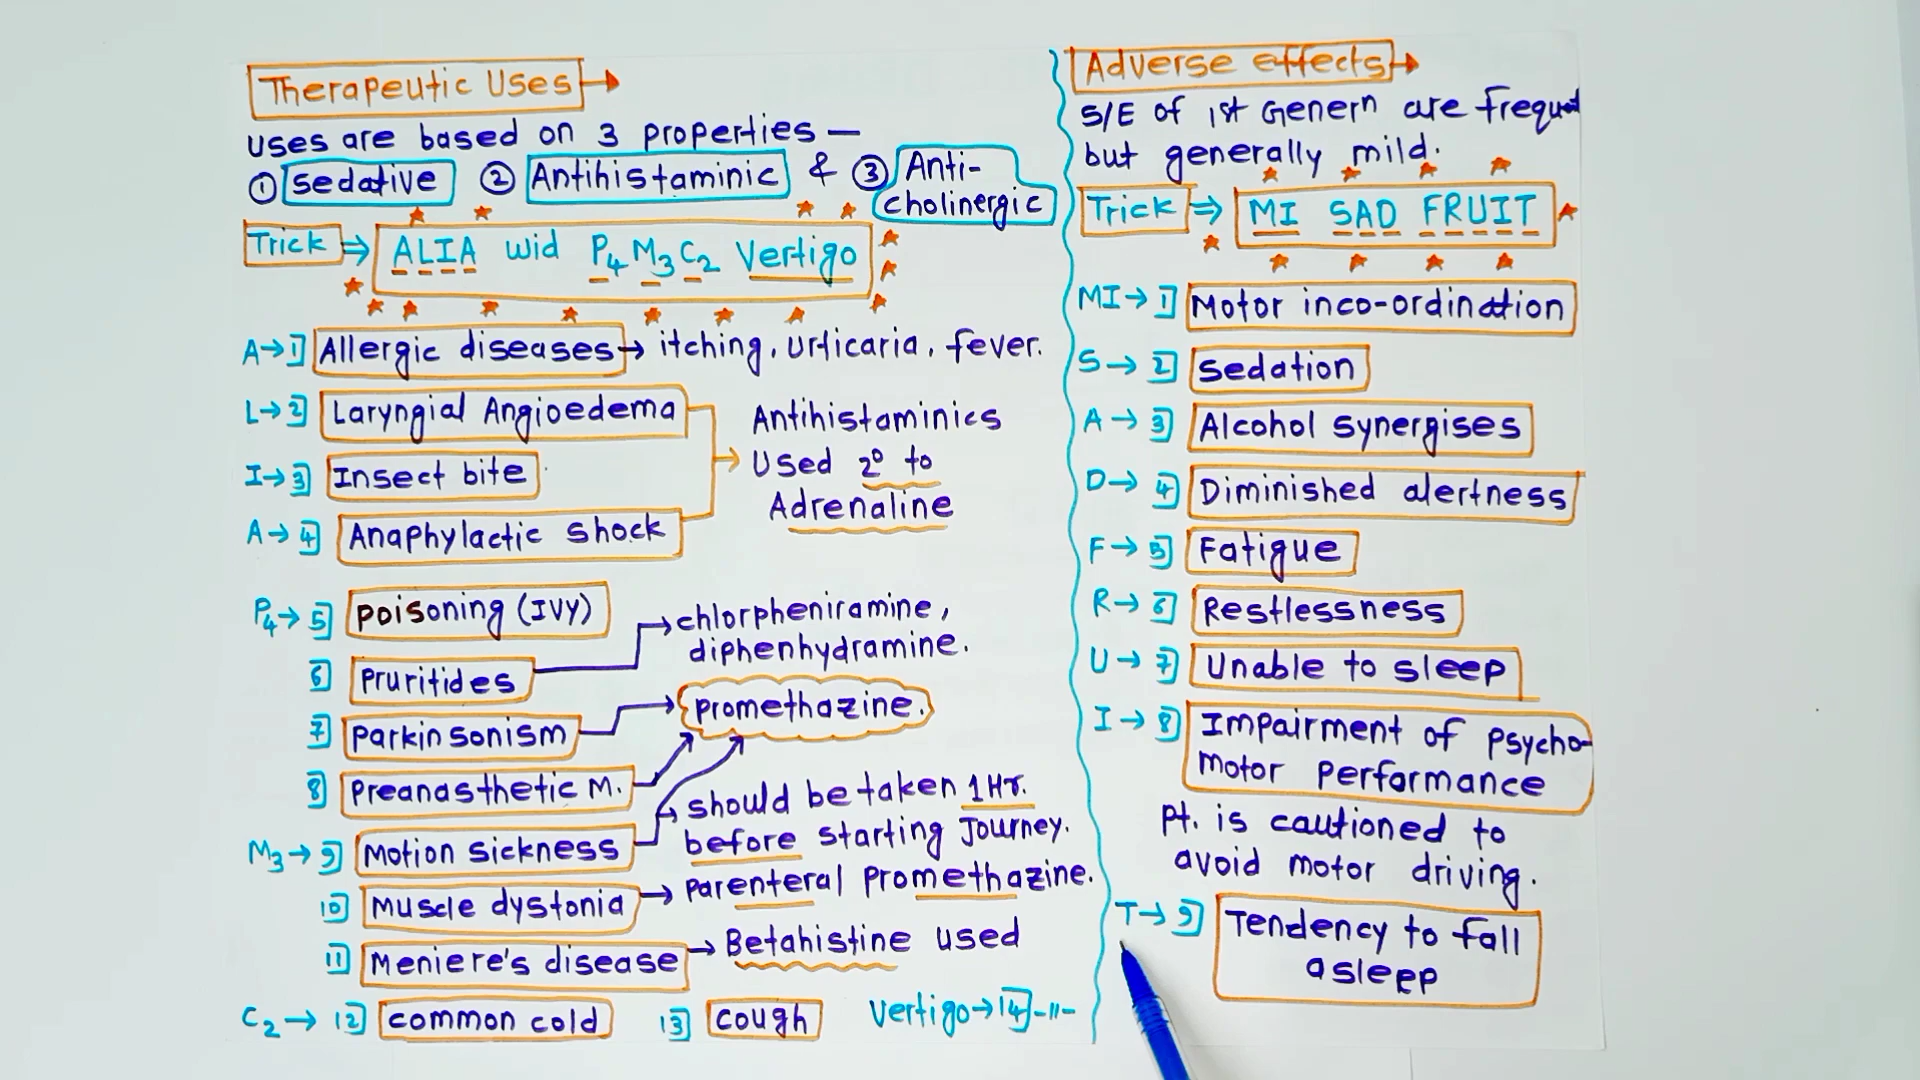 Therapeutic Uses →
Uses are based on 3 properties —
① Sedative ② Antihistaminic & ③ Anti-
cholinergic
Trick ⇒ ALIA wid P4 M3 C2 Vertigo
A→ 1] Allergic diseases → itching, urticaria, fever.
L→ 2] Laryngial Angioedema
I→ 3] Insect bite
A→ 4] Anaphylactic shock
Antihistaminics
Used 2° to
Adrenaline
P4→ 5] poisoning (IVY)
6] Pruritides → chlorpheniramine,
diphenhydramine.
7] Parkinsonism → promethazine.
8] Preanasthetic M.
M3→ 9] Motion sickness → should be taken 1Hr.
before starting Journey.
10] Muscle dystonia → parenteral promethazine.
11] Meniere's disease → Betahistine used
C2→ 12] common cold 13] cough Vertigo→14]-11-
Adverse effects →
S/E of 1st Genern are frequent
but generally mild.
Trick ⇒ MI SAD FRUIT
MI→ 1] Motor inco-ordination
S→ 2] Sedation
A→ 3] Alcohol synergises
D→ 4] Diminished alertness
F→ 5] Fatigue
R→ 6] Restlessness
U→ 7] Unable to sleep
I→ 8] Impairment of psycho-
motor performance
Pt. is cautioned to
avoid motor driving.
T→ 9] Tendency to fall
asleep